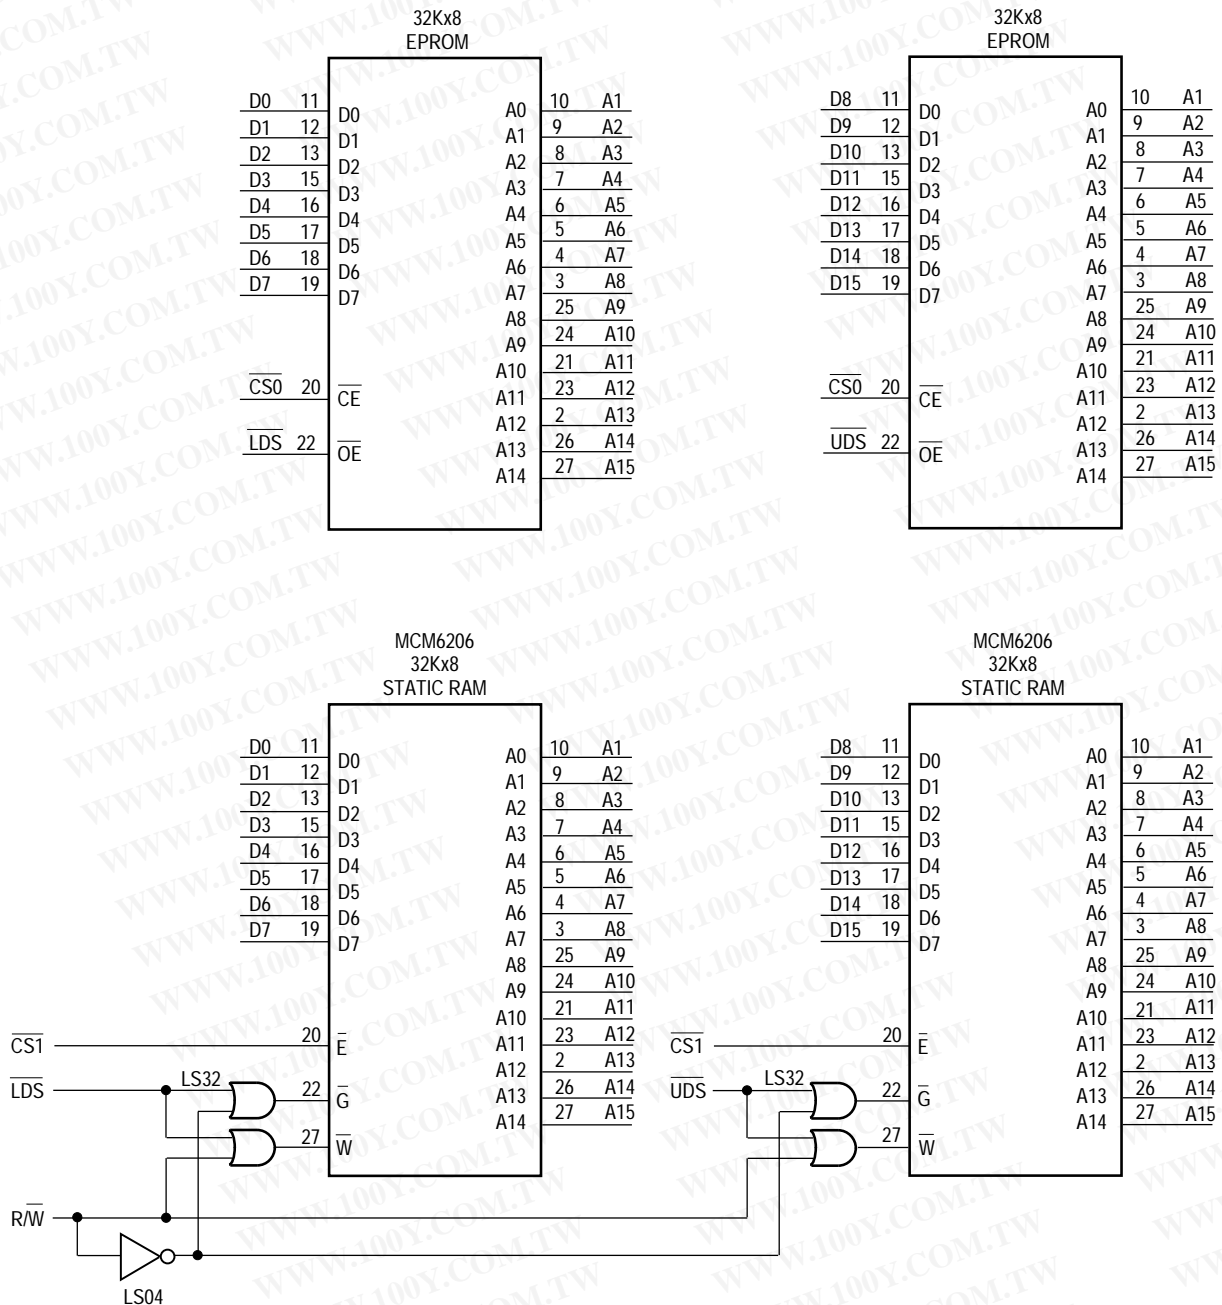 32Kx8
EPROM
D0 11 D0
D1 12 D1
D2 13 D2
D3 15 D3
D4 16 D4
D5 17 D5
D6 18 D6
D7 19 D7
CS0 20 CE
LDS 22 OE
A0 10 A1
A1 9 A2
A2 8 A3
A3 7 A4
A4 6 A5
A5 5 A6
A6 4 A7
A7 3 A8
A8 25 A9
A9 24 A10
A10 21 A11
A11 23 A12
A12 2 A13
A13 26 A14
A14 27 A15
32Kx8
EPROM
D8 11 D0
D9 12 D1
D10 13 D2
D11 15 D3
D12 16 D4
D13 17 D5
D14 18 D6
D15 19 D7
CS0 20 CE
UDS 22 OE
A0 10 A1
A1 9 A2
A2 8 A3
A3 7 A4
A4 6 A5
A5 5 A6
A6 4 A7
A7 3 A8
A8 25 A9
A9 24 A10
A10 21 A11
A11 23 A12
A12 2 A13
A13 26 A14
A14 27 A15
MCM6206
32Kx8
STATIC RAM
D0 11 D0
D1 12 D1
D2 13 D2
D3 15 D3
D4 16 D4
D5 17 D5
D6 18 D6
D7 19 D7
CS1 20 E
LDS LS32 22 G
27 W
R/W
LS04
A0 10 A1
A1 9 A2
A2 8 A3
A3 7 A4
A4 6 A5
A5 5 A6
A6 4 A7
A7 3 A8
A8 25 A9
A9 24 A10
A10 21 A11
A11 23 A12
A12 2 A13
A13 26 A14
A14 27 A15
MCM6206
32Kx8
STATIC RAM
D8 11 D0
D9 12 D1
D10 13 D2
D11 15 D3
D12 16 D4
D13 17 D5
D14 18 D6
D15 19 D7
CS1 20 E
UDS LS32 22 G
27 W
A0 10 A1
A1 9 A2
A2 8 A3
A3 7 A4
A4 6 A5
A5 5 A6
A6 4 A7
A7 3 A8
A8 25 A9
A9 24 A10
A10 21 A11
A11 23 A12
A12 2 A13
A13 26 A14
A14 27 A15
WWW.100Y.COM.TW